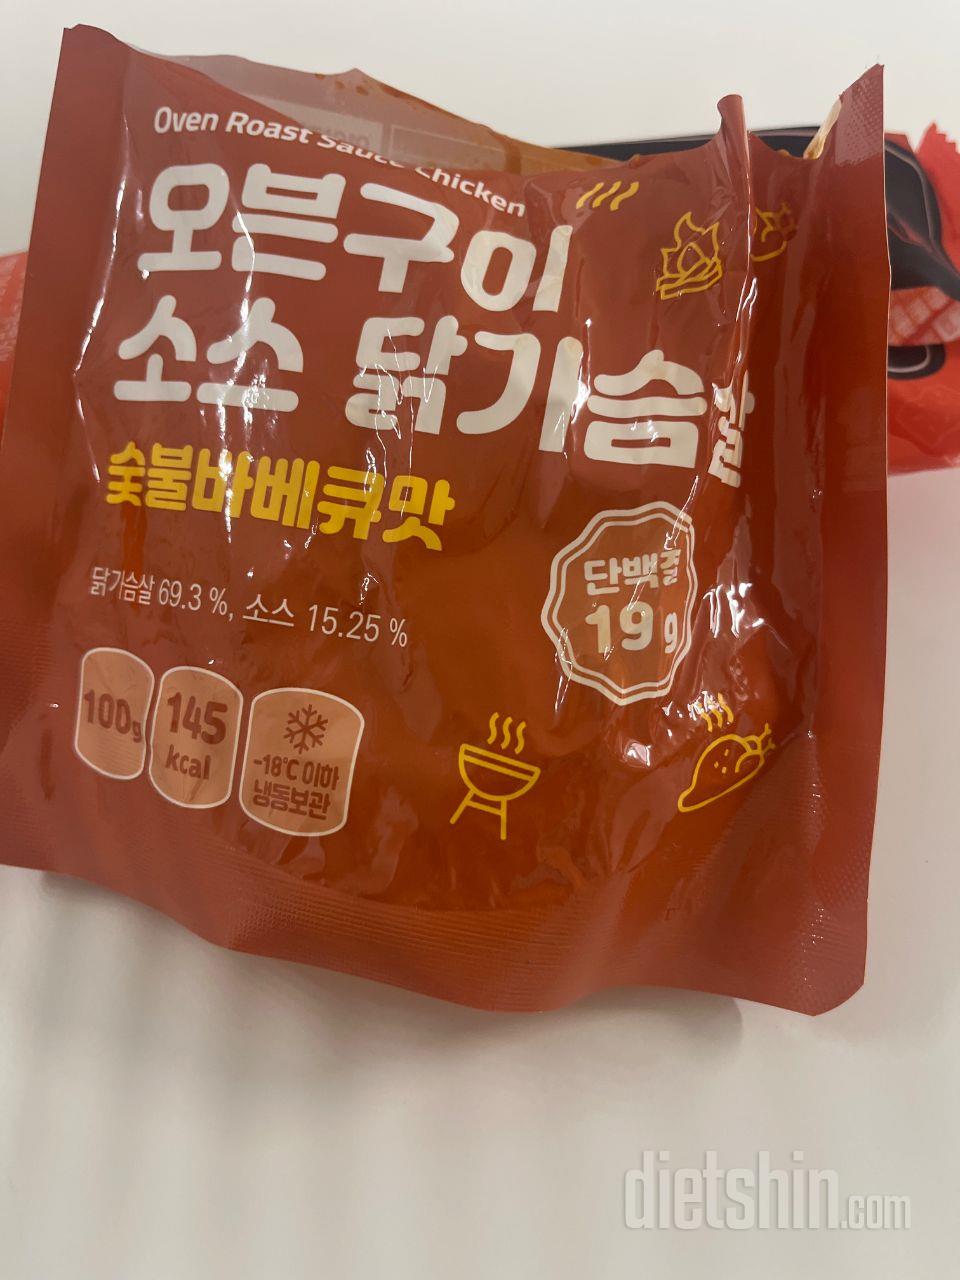 Oven Roast Sauce Chicken
오븐구이
소소 닭가슴살
숯불바베큐맛
닭가슴살 69.3 %, 소스 15.25 %
단백질
19 g
100g
145
kcal
-18℃ 이하
냉동보관
dietshin.com